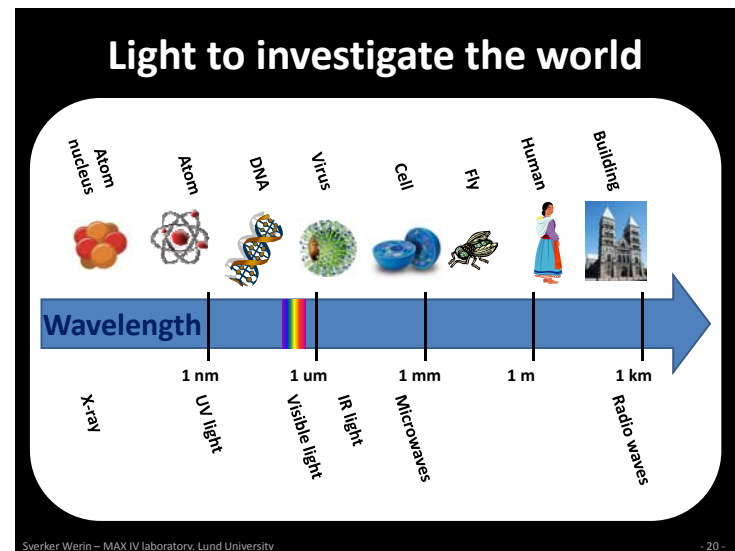 Light to investigate the world
Atom
nucleus
Atom
DNA
Virus
Cell
Fly
Human
Building
Wavelength
1 nm
1 um
1 mm
1 m
1 km
X-ray
UV light
Visible light
IR light
Microwaves
Radio waves
Sverker Werin – MAX IV laboratory, Lund University
- 20 -